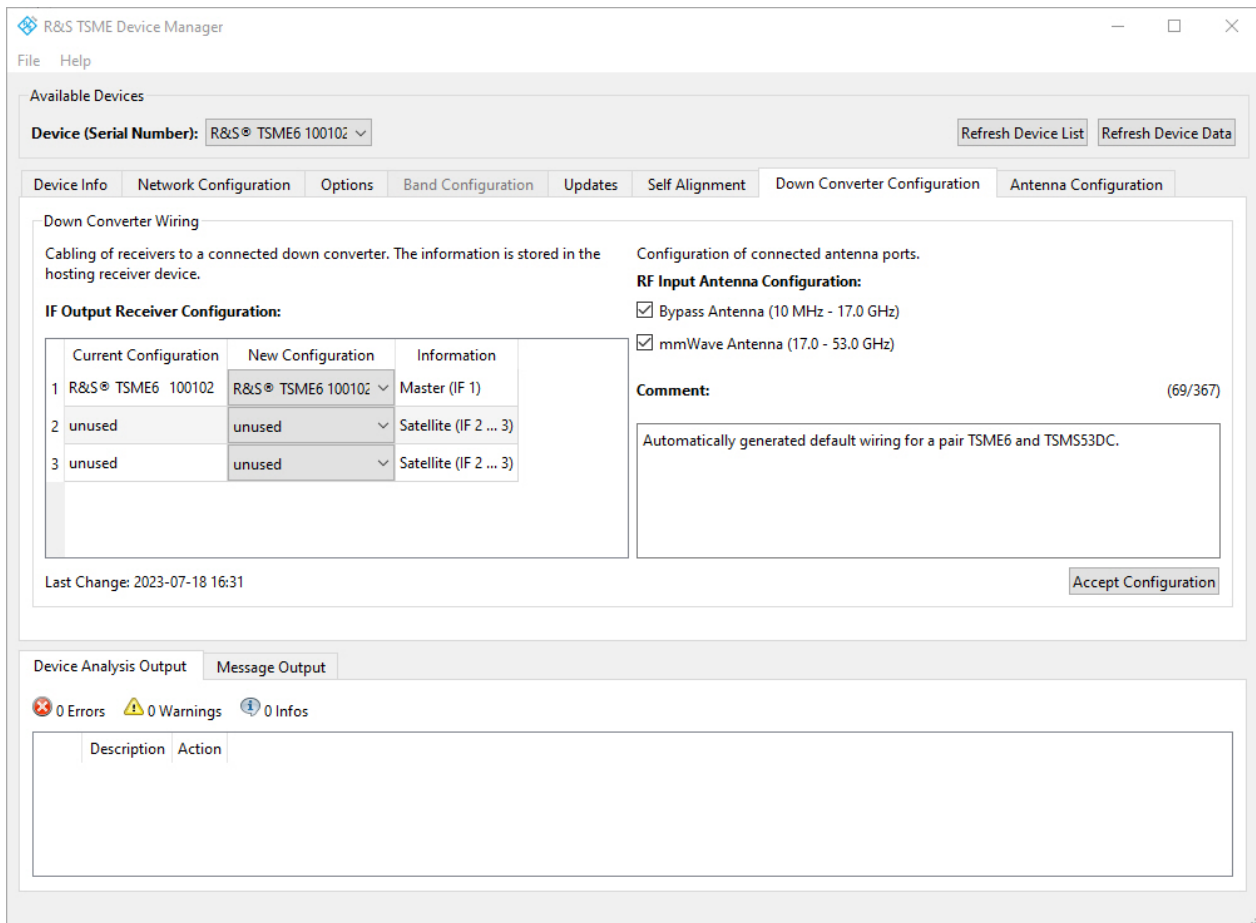 R&S TSME Device Manager
File Help
Available Devices
Device (Serial Number): R&S® TSME6 100102 Refresh Device List Refresh Device Data
Device Info Network Configuration Options Band Configuration Updates Self Alignment Down Converter Configuration Antenna Configuration
Down Converter Wiring
Cabling of receivers to a connected down converter. The information is stored in the
hosting receiver device.
IF Output Receiver Configuration:
Current Configuration New Configuration Information
1 R&S® TSME6 100102 R&S® TSME6 100102 Master (IF 1)
2 unused unused Satellite (IF 2 ... 3)
3 unused unused Satellite (IF 2 ... 3)
Last Change: 2023-07-18 16:31
Configuration of connected antenna ports.
RF Input Antenna Configuration:
Bypass Antenna (10 MHz - 17.0 GHz)
mmWave Antenna (17.0 - 53.0 GHz)
Comment: (69/367)
Automatically generated default wiring for a pair TSME6 and TSMS53DC.
Accept Configuration
Device Analysis Output Message Output
0 Errors 0 Warnings 0 Infos
Description Action